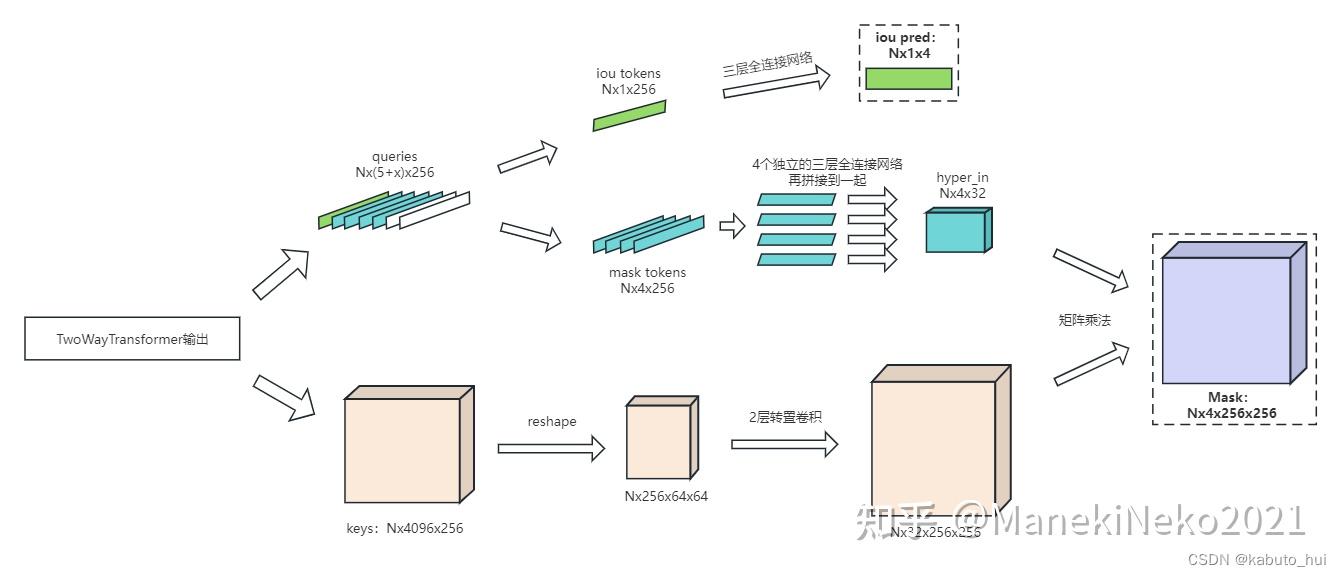 iou pred：
Nx1x4
三层全连接网络
iou tokens
Nx1x256
queries
Nx(5+x)x256
4个独立的三层全连接网络
再拼接到一起
hyper_in
Nx4x32
mask tokens
Nx4x256
TwoWayTransformer输出
矩阵乘法
Mask：
Nx4x256x256
reshape
2层转置卷积
Nx256x64x64
keys：Nx4096x256
Nx32x256x256
知乎 @ManekiNeko2021
CSDN @kabuto_hui